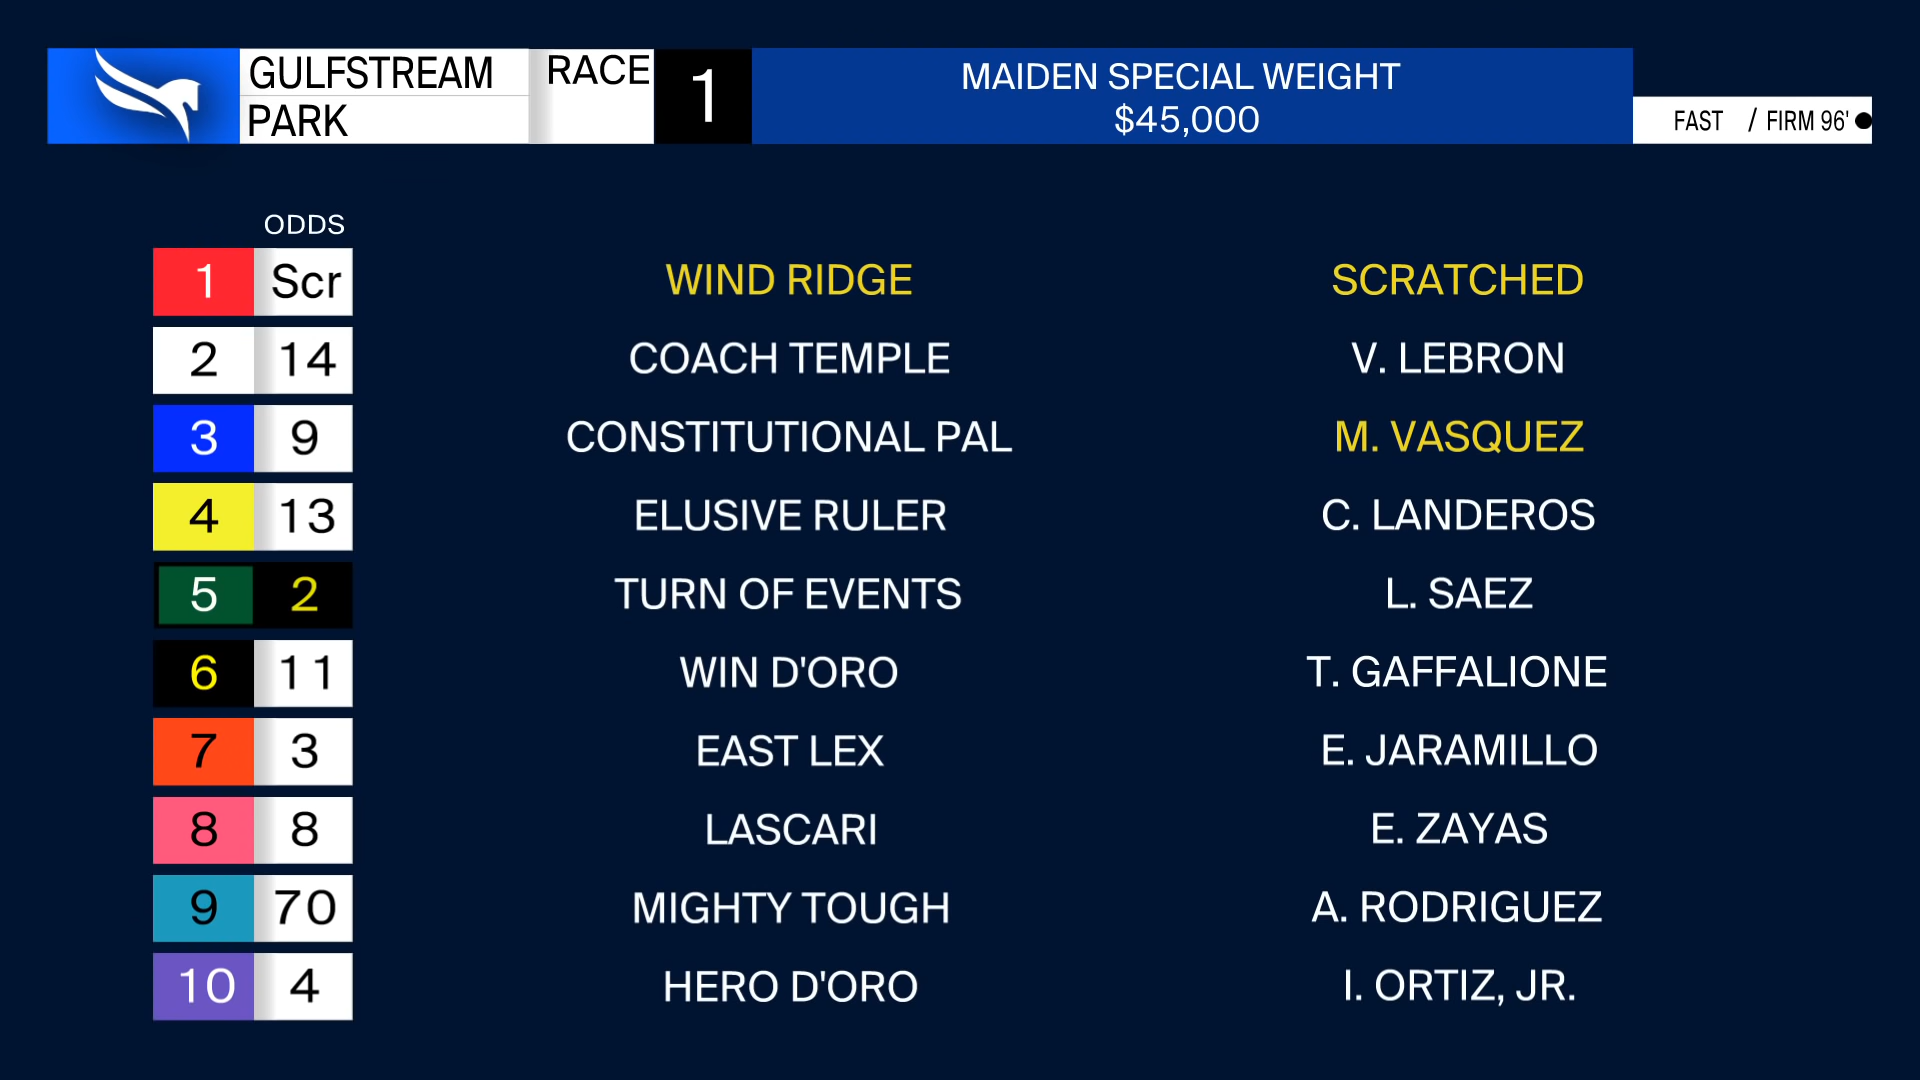 GULFSTREAM
PARK
RACE
1
MAIDEN SPECIAL WEIGHT
$45,000
FAST / FIRM 96'
ODDS
1 Scr WIND RIDGE SCRATCHED
2 14 COACH TEMPLE V. LEBRON
3 9 CONSTITUTIONAL PAL M. VASQUEZ
4 13 ELUSIVE RULER C. LANDEROS
5 2 TURN OF EVENTS L. SAEZ
6 11 WIN D'ORO T. GAFFALIONE
7 3 EAST LEX E. JARAMILLO
8 8 LASCARI E. ZAYAS
9 70 MIGHTY TOUGH A. RODRIGUEZ
10 4 HERO D'ORO I. ORTIZ, JR.